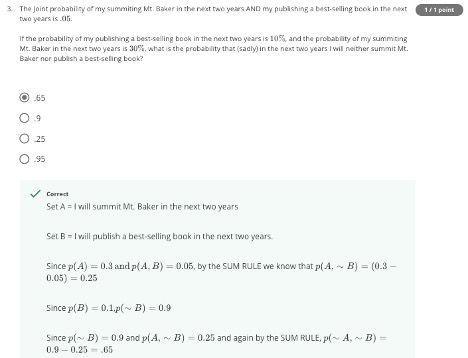 3. The joint probability of my summiting Mt. Baker in the next two years AND my publishing a best-selling book in the next
two years is .05.
1 / 1 point
If the probability of my publishing a best-selling book in the next two years is 10%, and the probability of my summiting
Mt. Baker in the next two years is 30%, what is the probability that (sadly) in the next two years I will neither summit Mt.
Baker nor publish a best-selling book?
.65
.9
.25
.95
Correct
Set A = I will summit Mt. Baker in the next two years
Set B = I will publish a best-selling book in the next two years.
Since p(A) = 0.3 and p(A, B) = 0.05, by the SUM RULE we know that p(A, ∼ B) = (0.3 −
0.05) = 0.25
Since p(B) = 0.1,p(∼ B) = 0.9
Since p(∼ B) = 0.9 and p(A, ∼ B) = 0.25 and again by the SUM RULE, p(∼ A, ∼ B) =
0.9 − 0.25 = .65